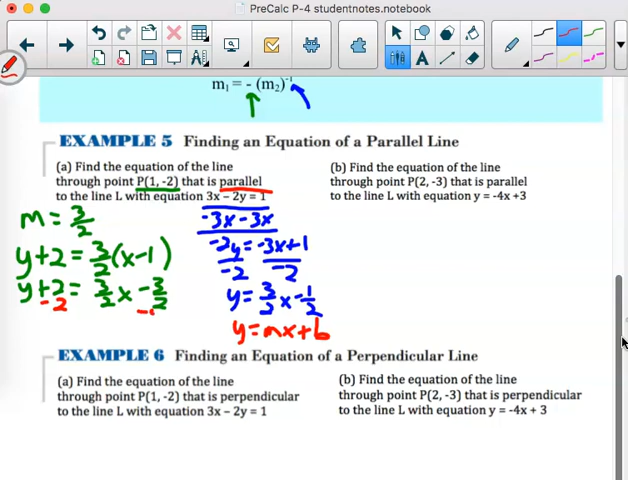 PreCalc P-4 studentnotes.notebook
m₁ = - (m₂)⁻¹
EXAMPLE 5 Finding an Equation of a Parallel Line
(a) Find the equation of the line
through point P(1, -2) that is parallel
to the line L with equation 3x – 2y = 1
(b) Find the equation of the line
through point P(2, -3) that is parallel
to the line L with equation y = -4x +3
m = 3/2
y+2 = 3/2(x-1)
y+2 = 3/2 x - 3/2
-2
-3x -3x
-2y = -3x+1
-2 -2
y = 3/2 x - 1/2
y = mx + b
EXAMPLE 6 Finding an Equation of a Perpendicular Line
(a) Find the equation of the line
through point P(1, -2) that is perpendicular
to the line L with equation 3x – 2y = 1
(b) Find the equation of the line
through point P(2, -3) that is perpendicular
to the line L with equation y = -4x + 3